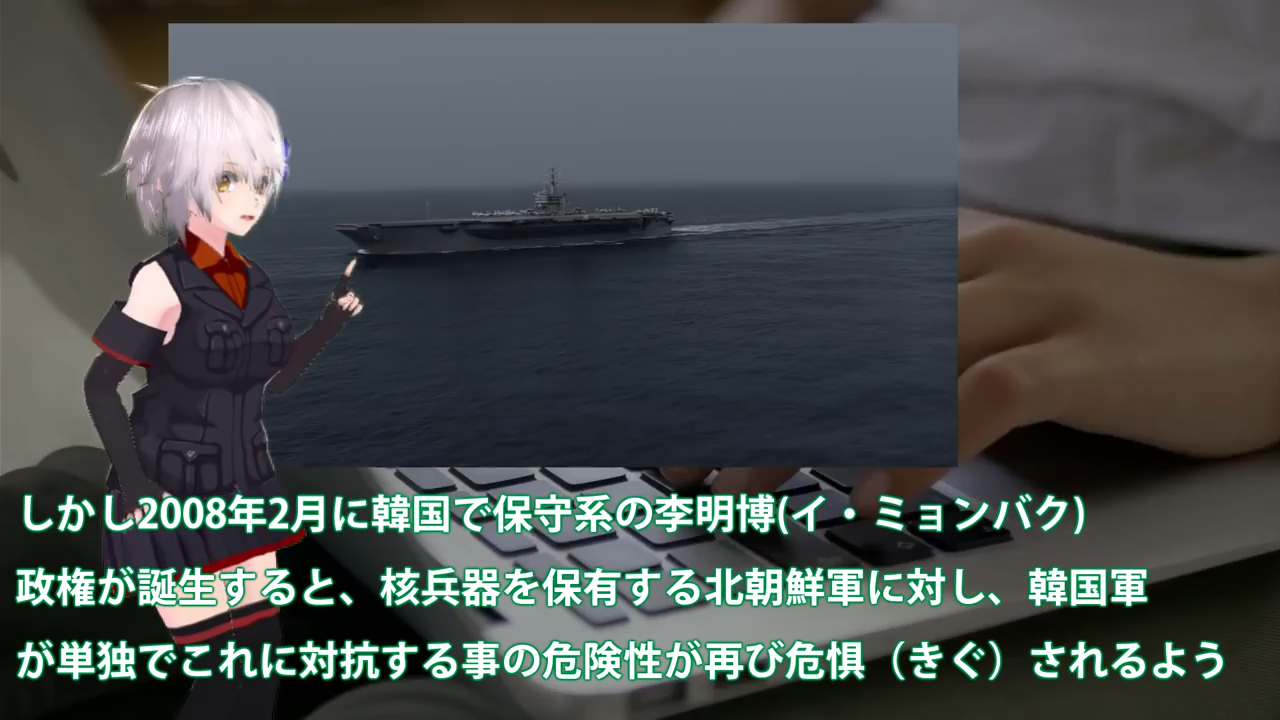 しかし2008年2月に韓国で保守系の李明博(イ・ミョンバク)
政権が誕生すると、核兵器を保有する北朝鮮軍に対し、韓国軍
が単独でこれに対抗する事の危険性が再び危惧（きぐ）されるよう